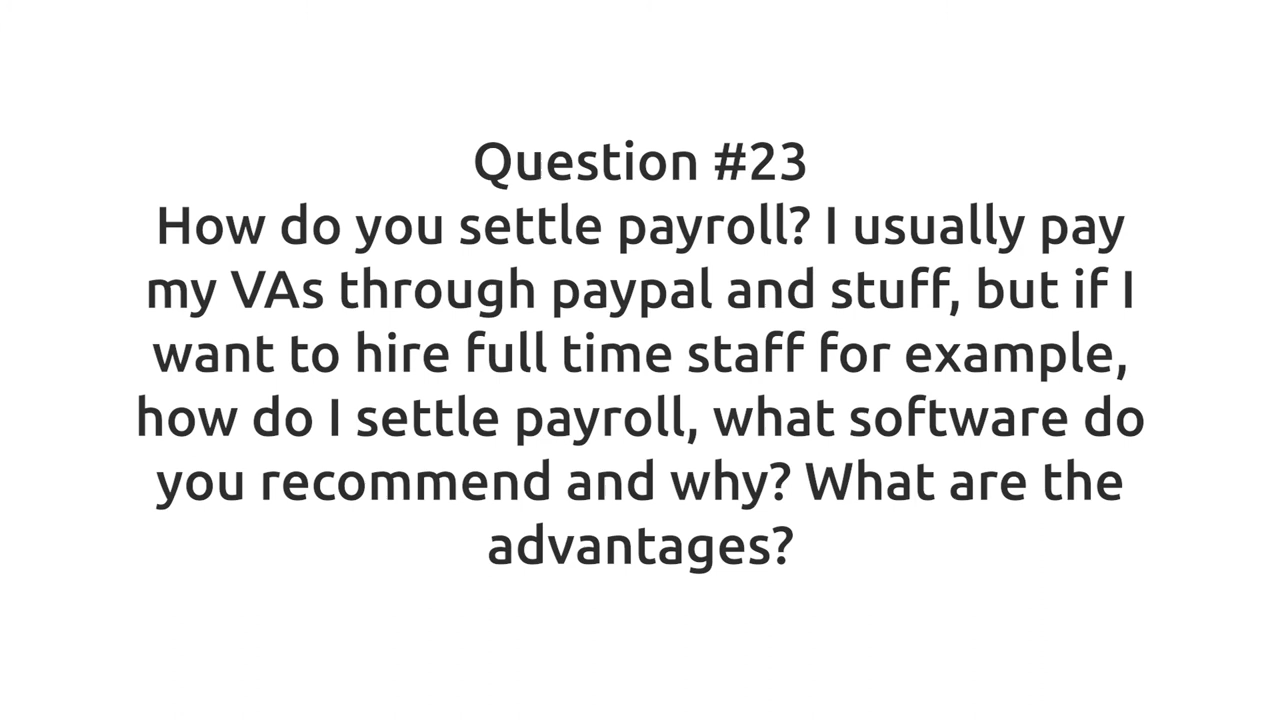 Question #23
How do you settle payroll? I usually pay
my VAs through paypal and stuff, but if I
want to hire full time staff for example,
how do I settle payroll, what software do
you recommend and why? What are the
advantages?